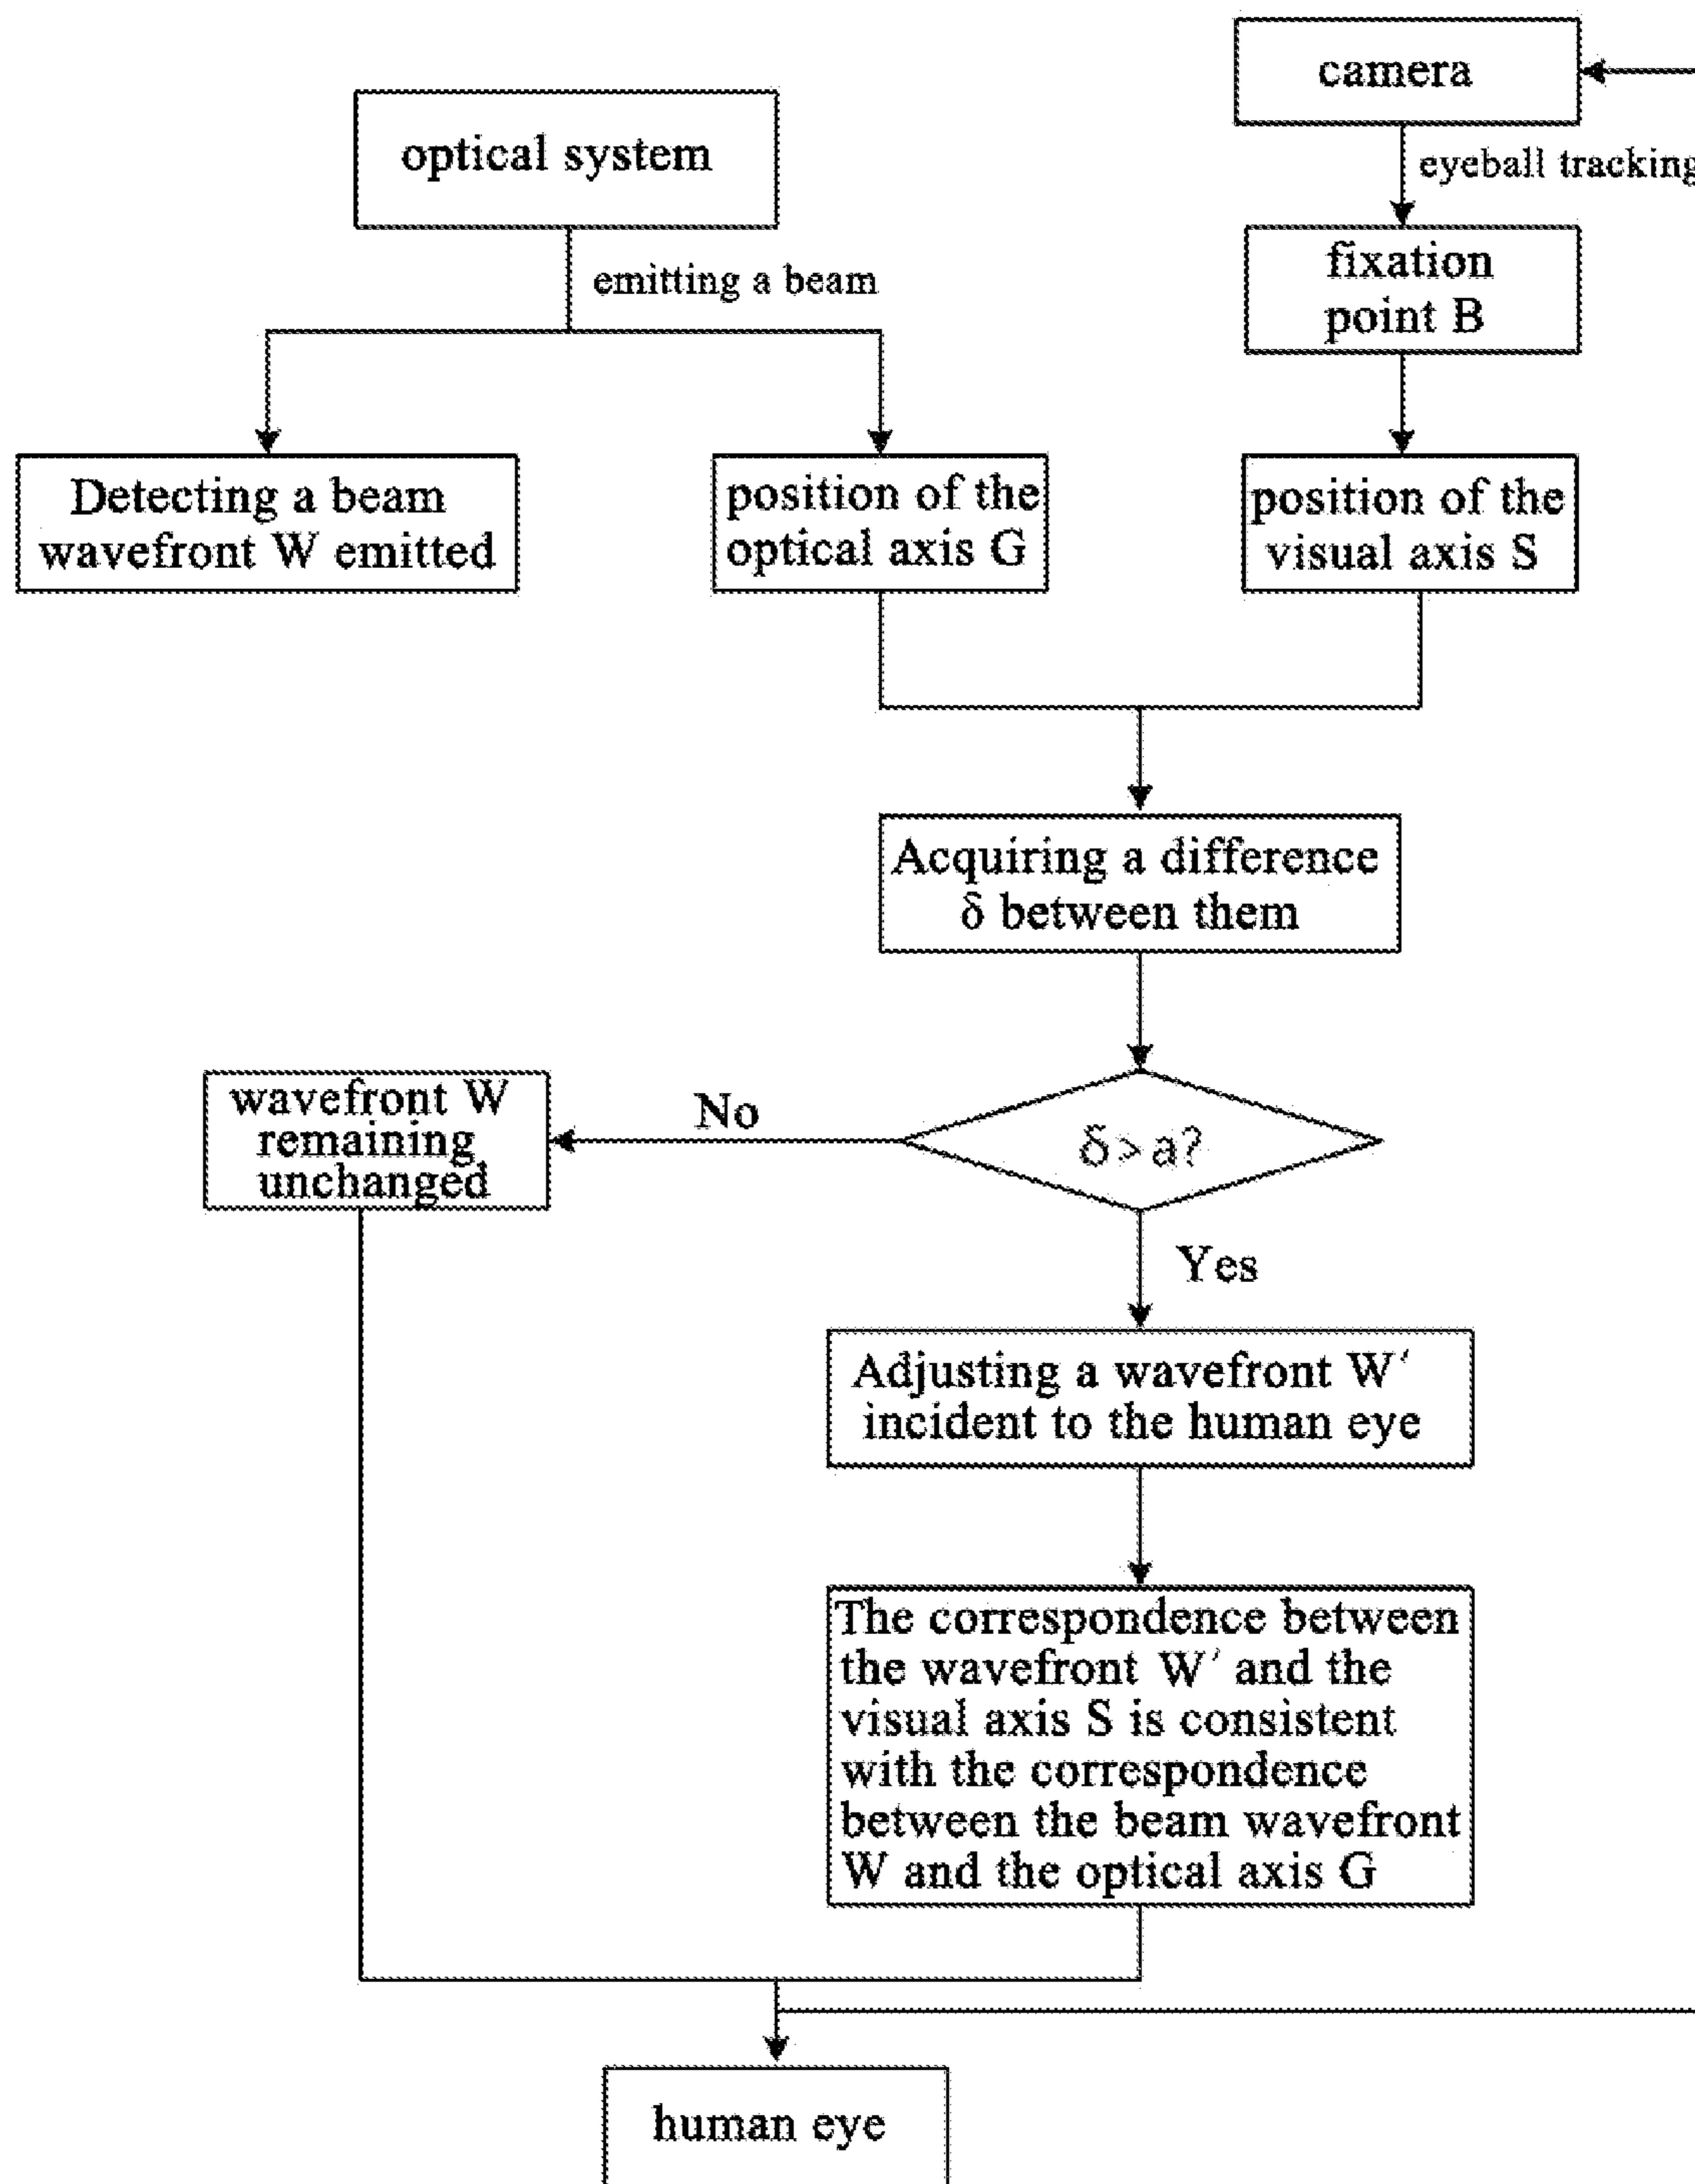 camera
optical system
eyeball tracking
emitting a beam
fixation
point B
Detecting a beam
wavefront W emitted
position of the
optical axis G
position of the
visual axis S
Acquiring a difference
δ between them
wavefront W
remaining
unchanged
No
δ>a?
Yes
Adjusting a wavefront W′
incident to the human eye
The correspondence between
the wavefront W′ and the
visual axis S is consistent
with the correspondence
between the beam wavefront
W and the optical axis G
human eye